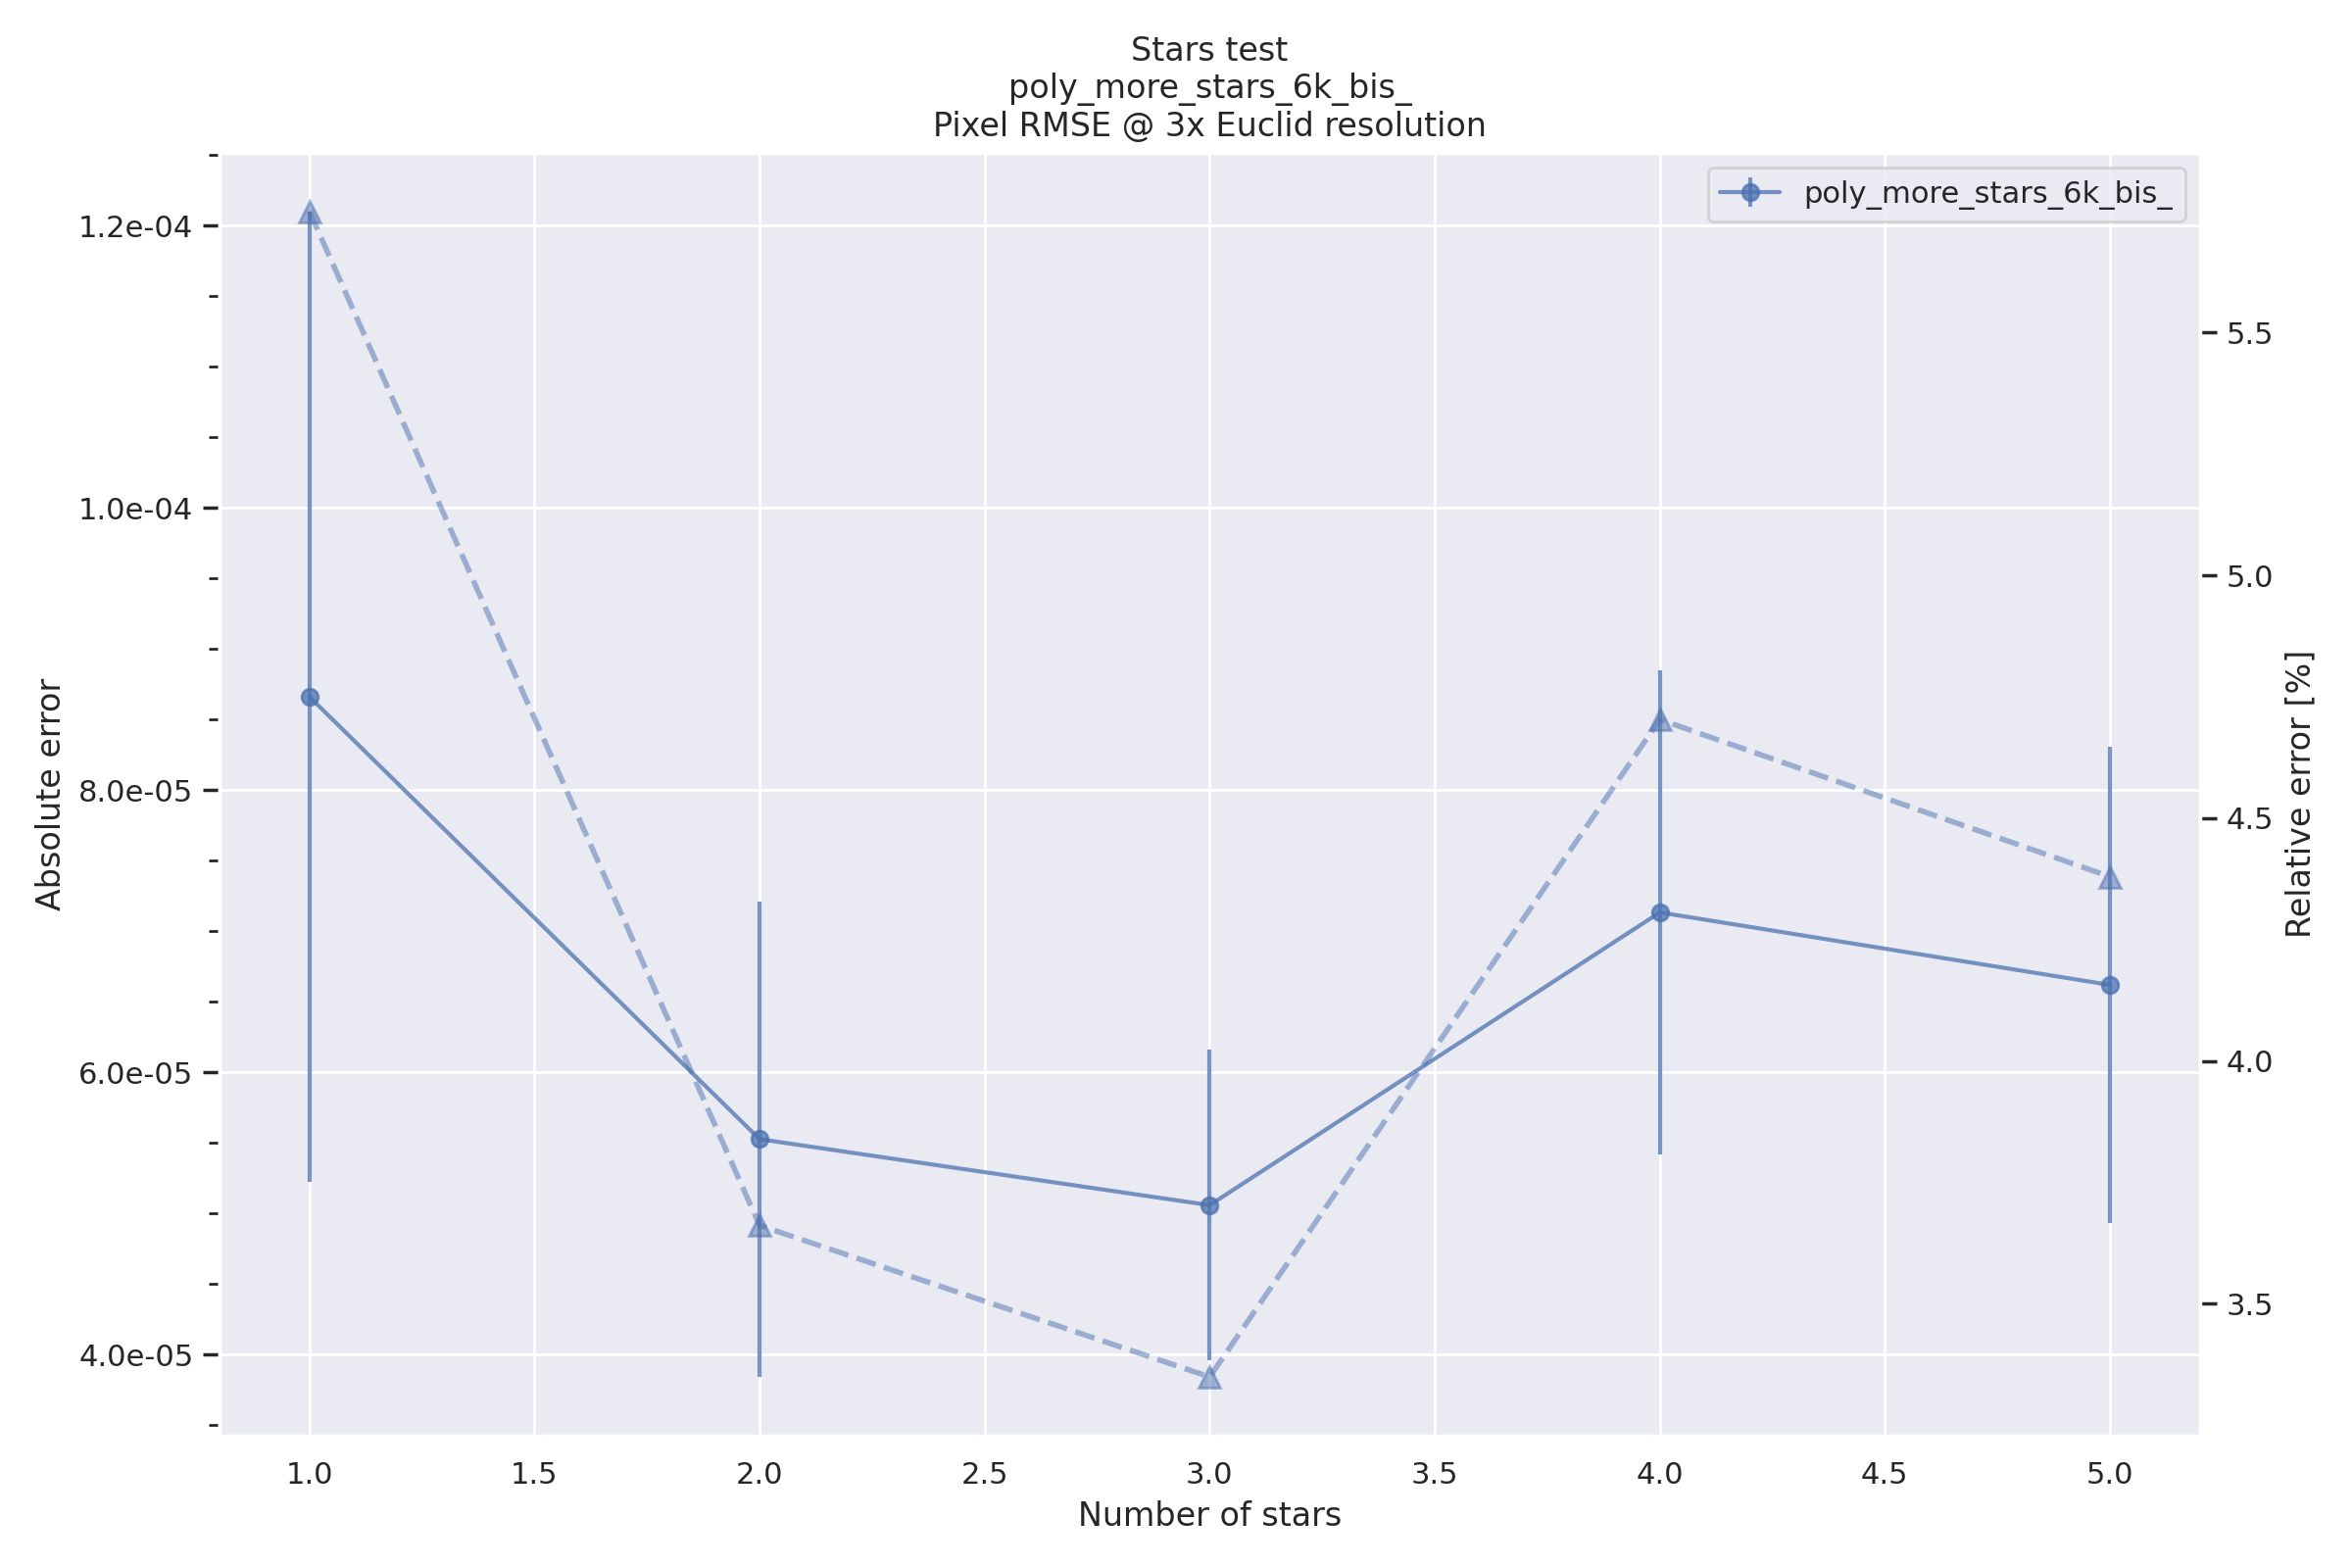 Stars test
poly_more_stars_6k_bis_
Pixel RMSE @ 3x Euclid resolution
poly_more_stars_6k_bis_
Absolute error
1.2e-04
1.0e-04
8.0e-05
6.0e-05
4.0e-05
Relative error [%]
5.5
5.0
4.5
4.0
3.5
1.0 1.5 2.0 2.5 3.0 3.5 4.0 4.5 5.0
Number of stars